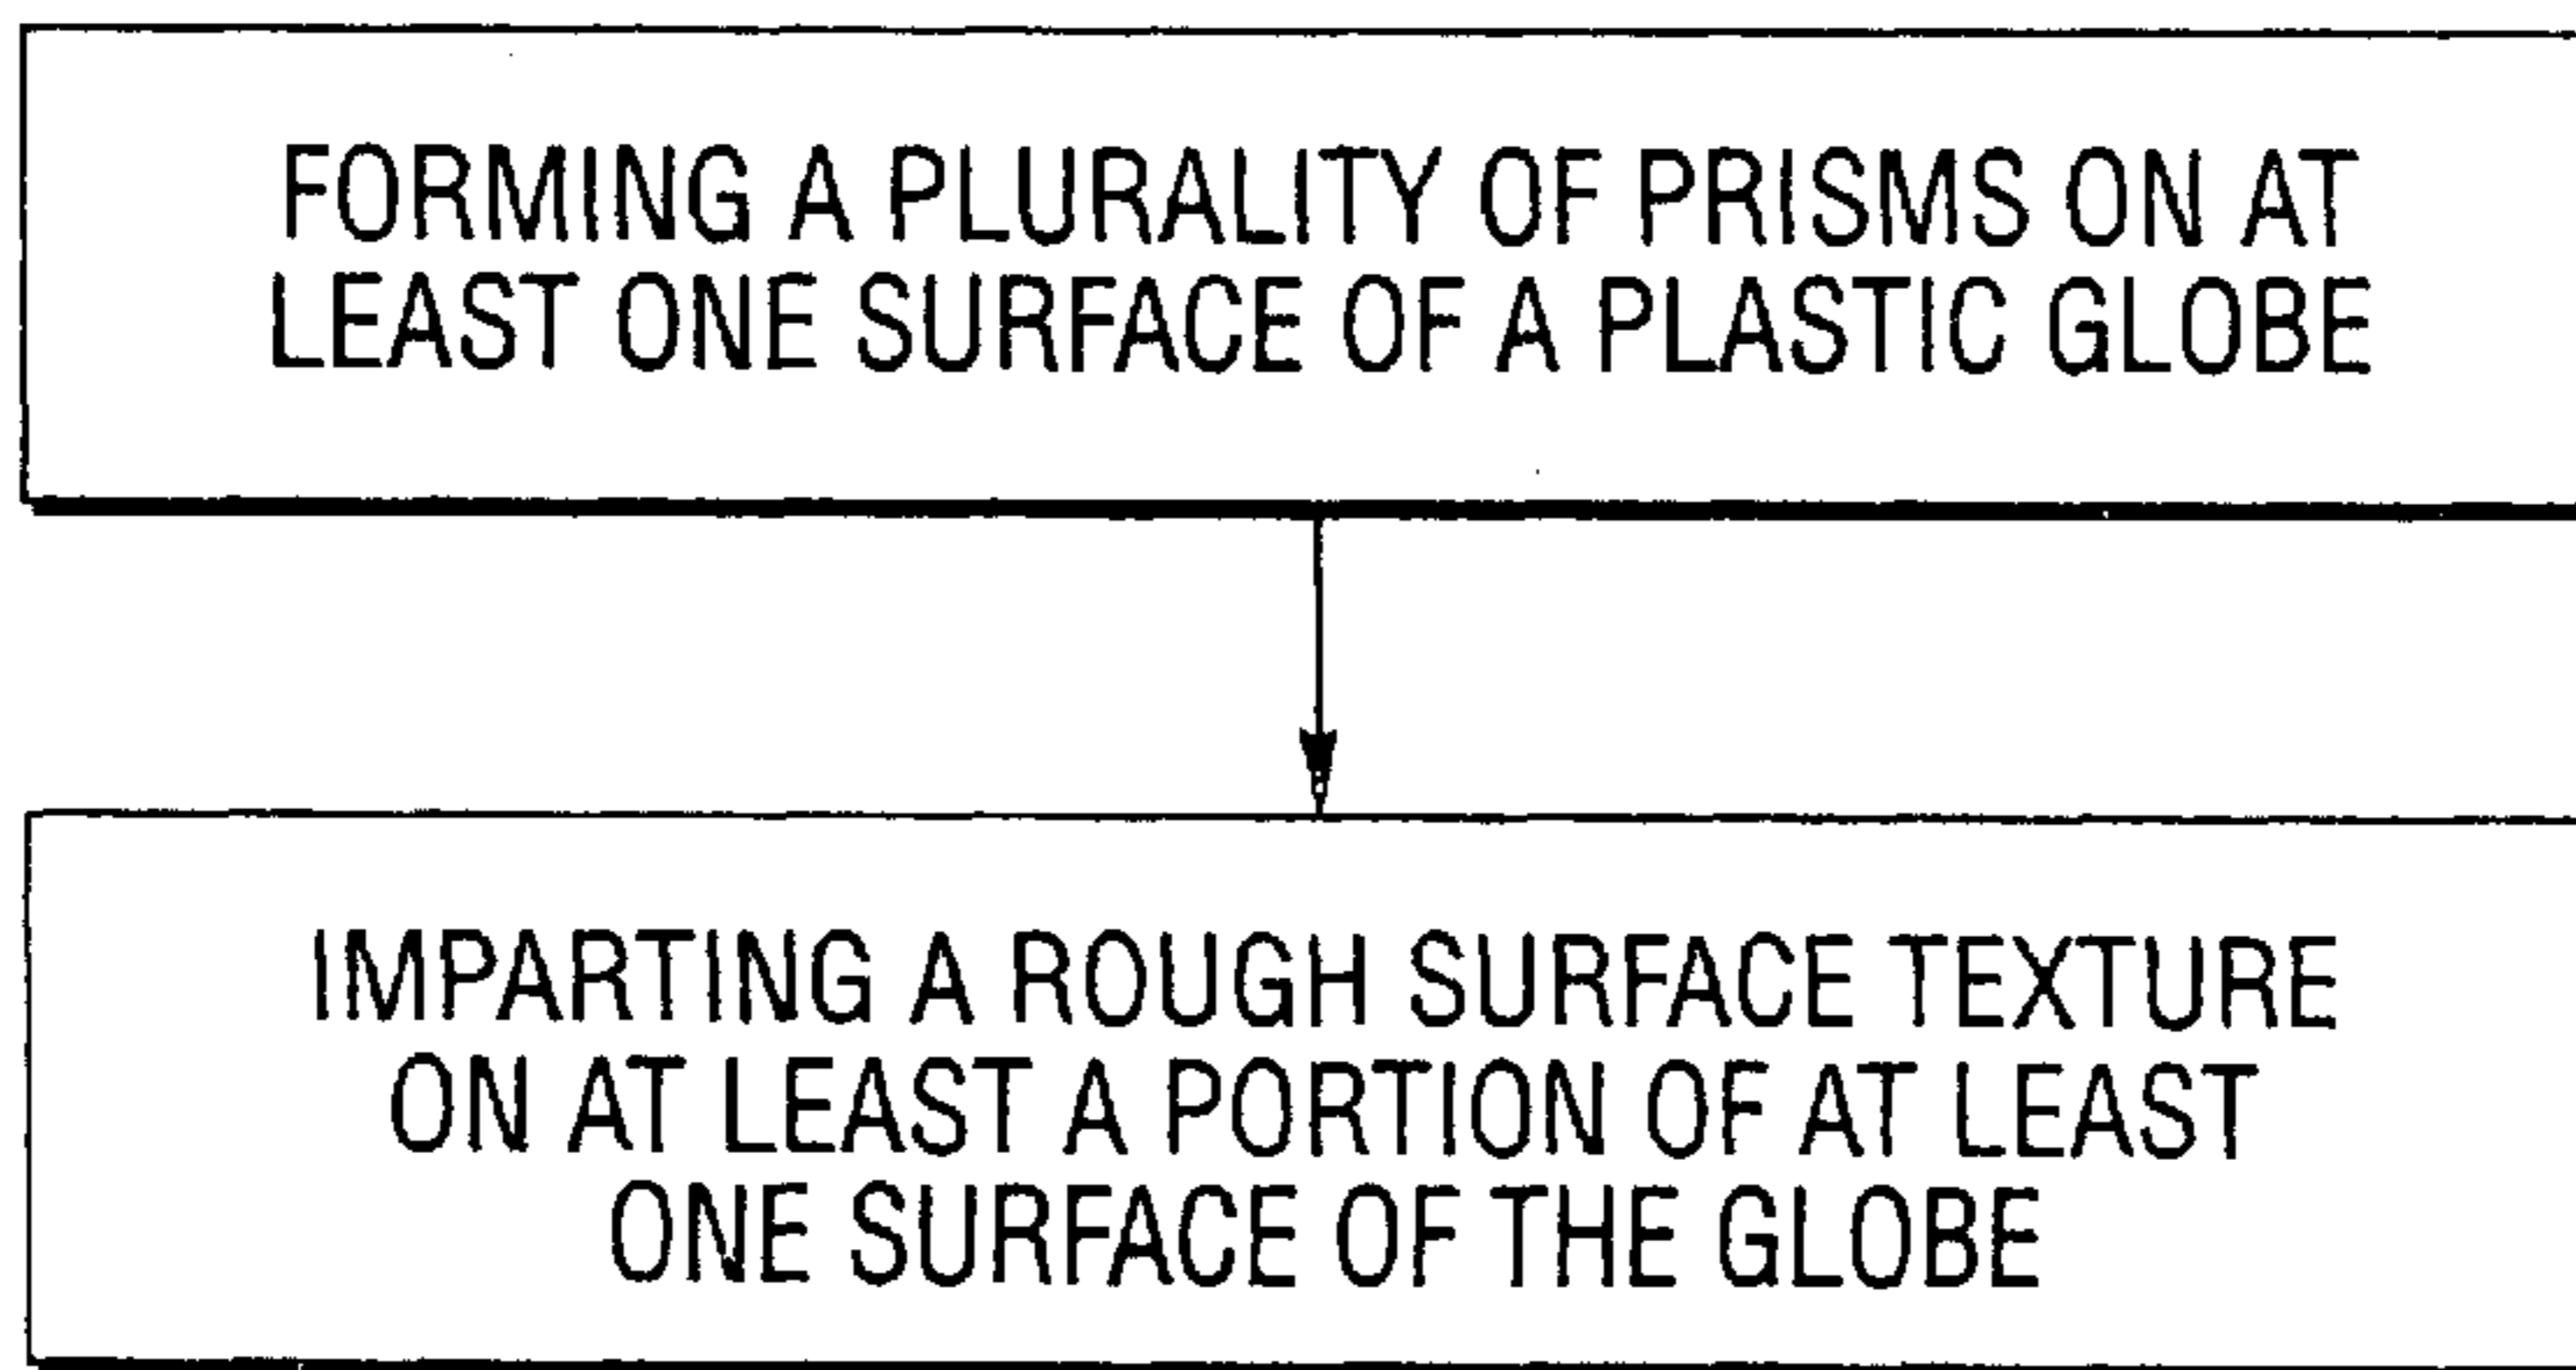 FORMING A PLURALITY OF PRISMS ON AT
LEAST ONE SURFACE OF A PLASTIC GLOBE
IMPARTING A ROUGH SURFACE TEXTURE
ON AT LEAST A PORTION OF AT LEAST
ONE SURFACE OF THE GLOBE